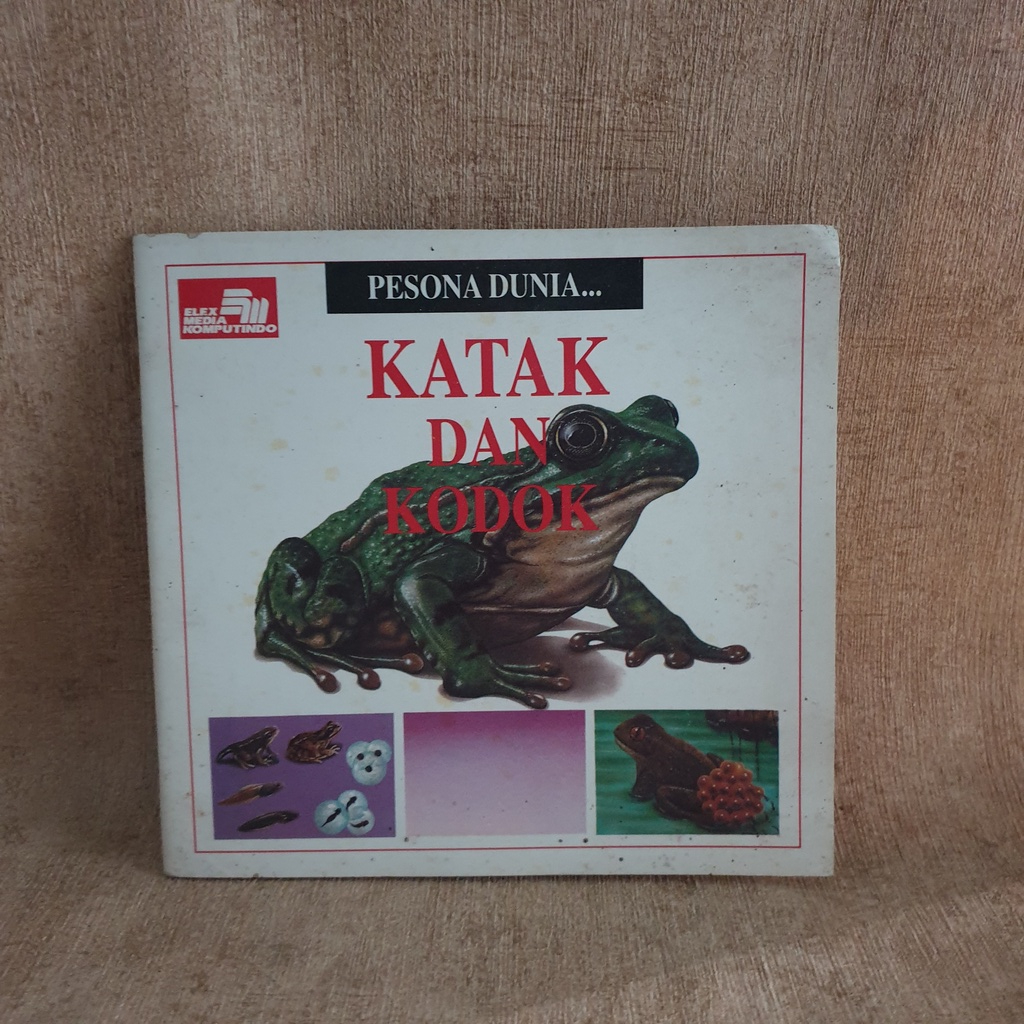 PESONA DUNIA...
ELEX
MEDIA
KOMPUTINDO
KATAK
DAN
KODOK